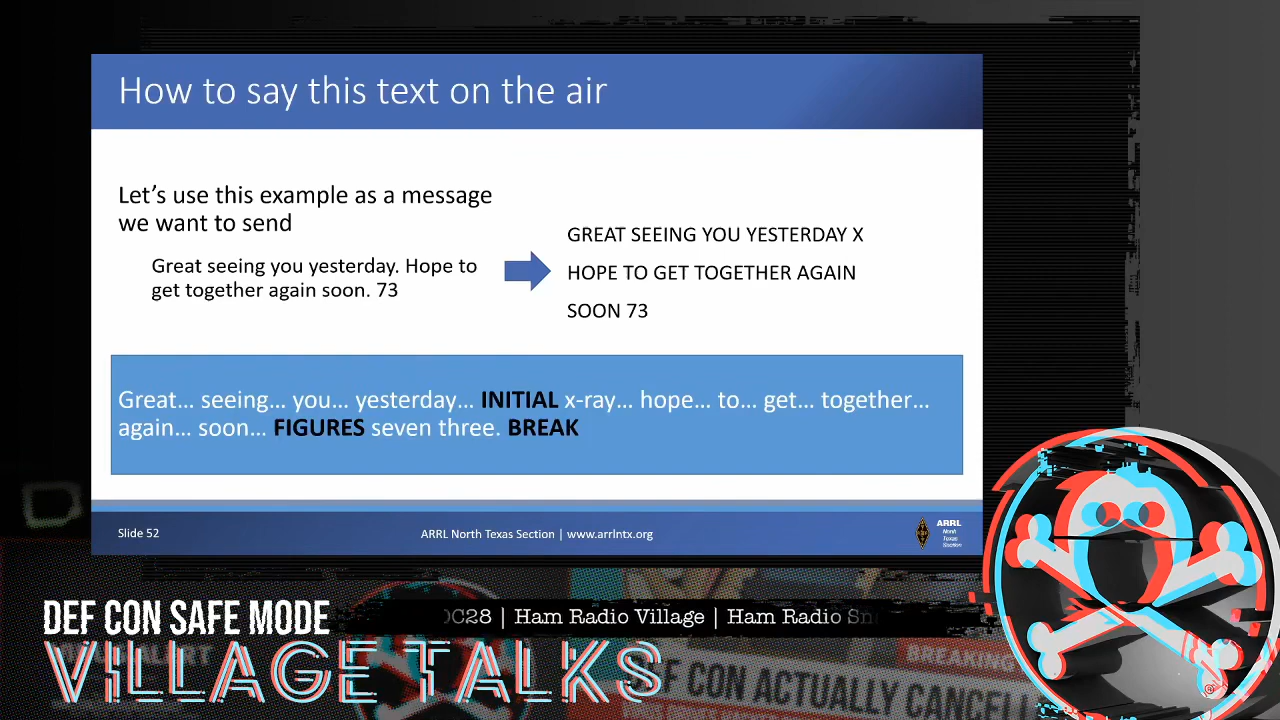 How to say this text on the air
Let's use this example as a message
we want to send
Great seeing you yesterday. Hope to
get together again soon. 73
GREAT SEEING YOU YESTERDAY X
HOPE TO GET TOGETHER AGAIN
SOON 73
Great... seeing... you... yesterday... INITIAL x-ray... hope... to... get... together...
again... soon... FIGURES seven three. BREAK
Slide 52
ARRL North Texas Section | www.arrlntx.org
ARRL
North
Texas
Section
DEF CON SAFE MODE
DC28 | Ham Radio Village | Ham Radio Sn
VILLAGE TALKS
BREAKING
DEF CON ACTUALLY CANCELL